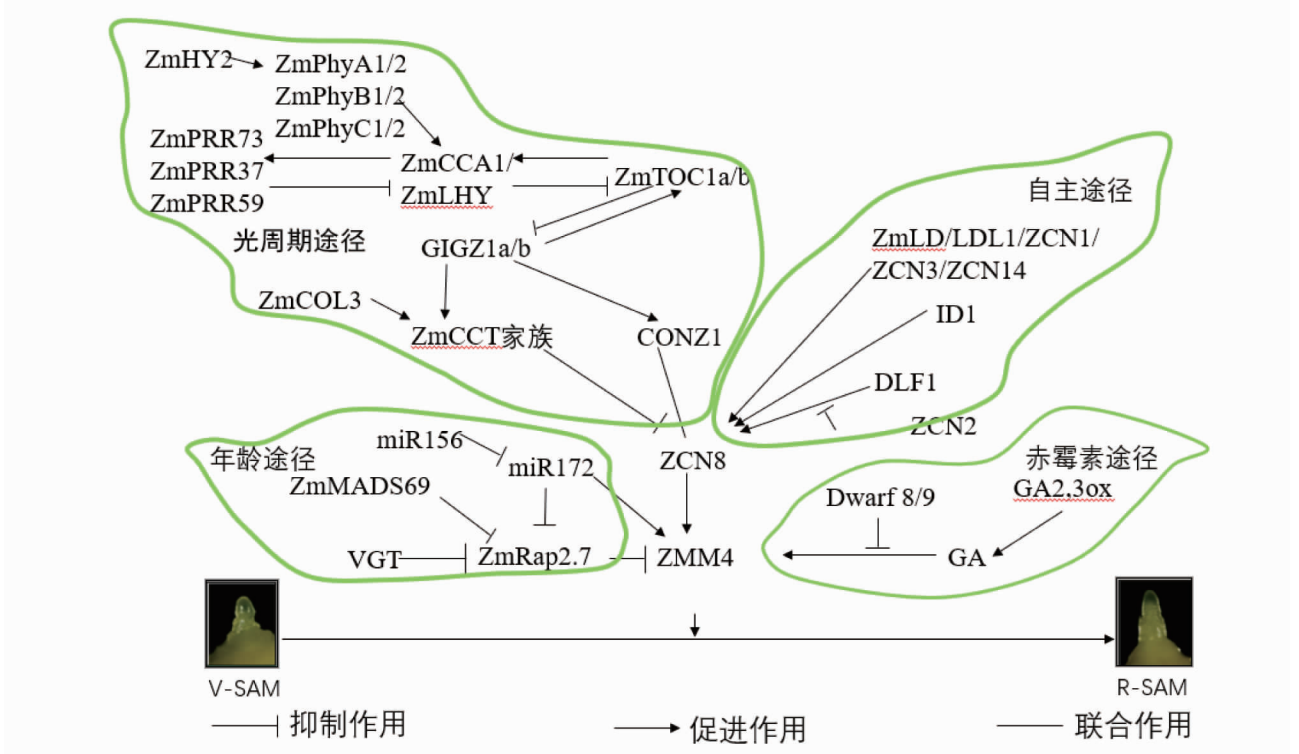 ZmHY2
ZmPhyA1/2
ZmPhyB1/2
ZmPhyC1/2
ZmPRR73
ZmPRR37
ZmPRR59
ZmCCA1/
ZmLHY
ZmTOC1a/b
光周期途径
GIGZ1a/b
ZmCOL3
ZmCCT家族
CONZ1
自主途径
ZmLD/LDL1/ZCN1/
ZCN3/ZCN14
ID1
DLF1
ZCN2
年龄途径
miR156
miR172
ZmMADS69
VGT
ZmRap2.7
ZCN8
ZMM4
赤霉素途径
GA2,3ox
Dwarf 8/9
GA
V-SAM
R-SAM
抑制作用
促进作用
联合作用